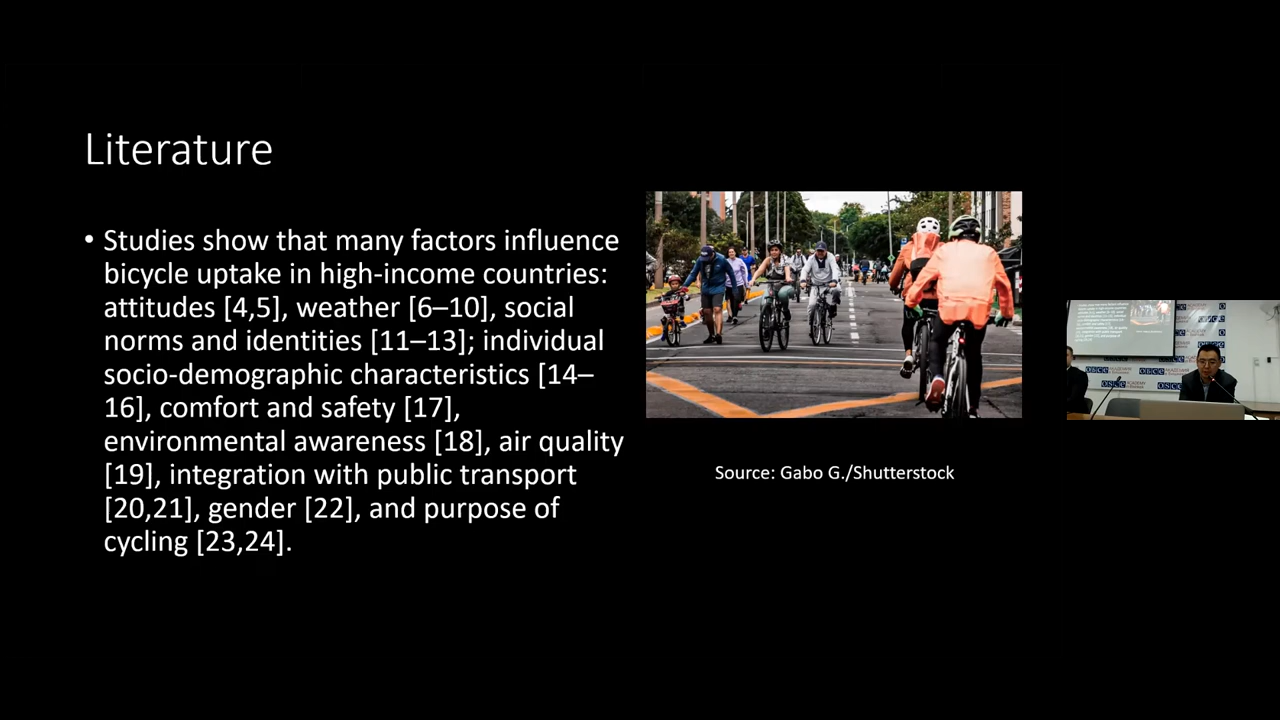 Literature
• Studies show that many factors influence
bicycle uptake in high-income countries:
attitudes [4,5], weather [6–10], social
norms and identities [11–13]; individual
socio-demographic characteristics [14–
16], comfort and safety [17],
environmental awareness [18], air quality
[19], integration with public transport
[20,21], gender [22], and purpose of
cycling [23,24].
Source: Gabo G./Shutterstock
osce
ACADEMY